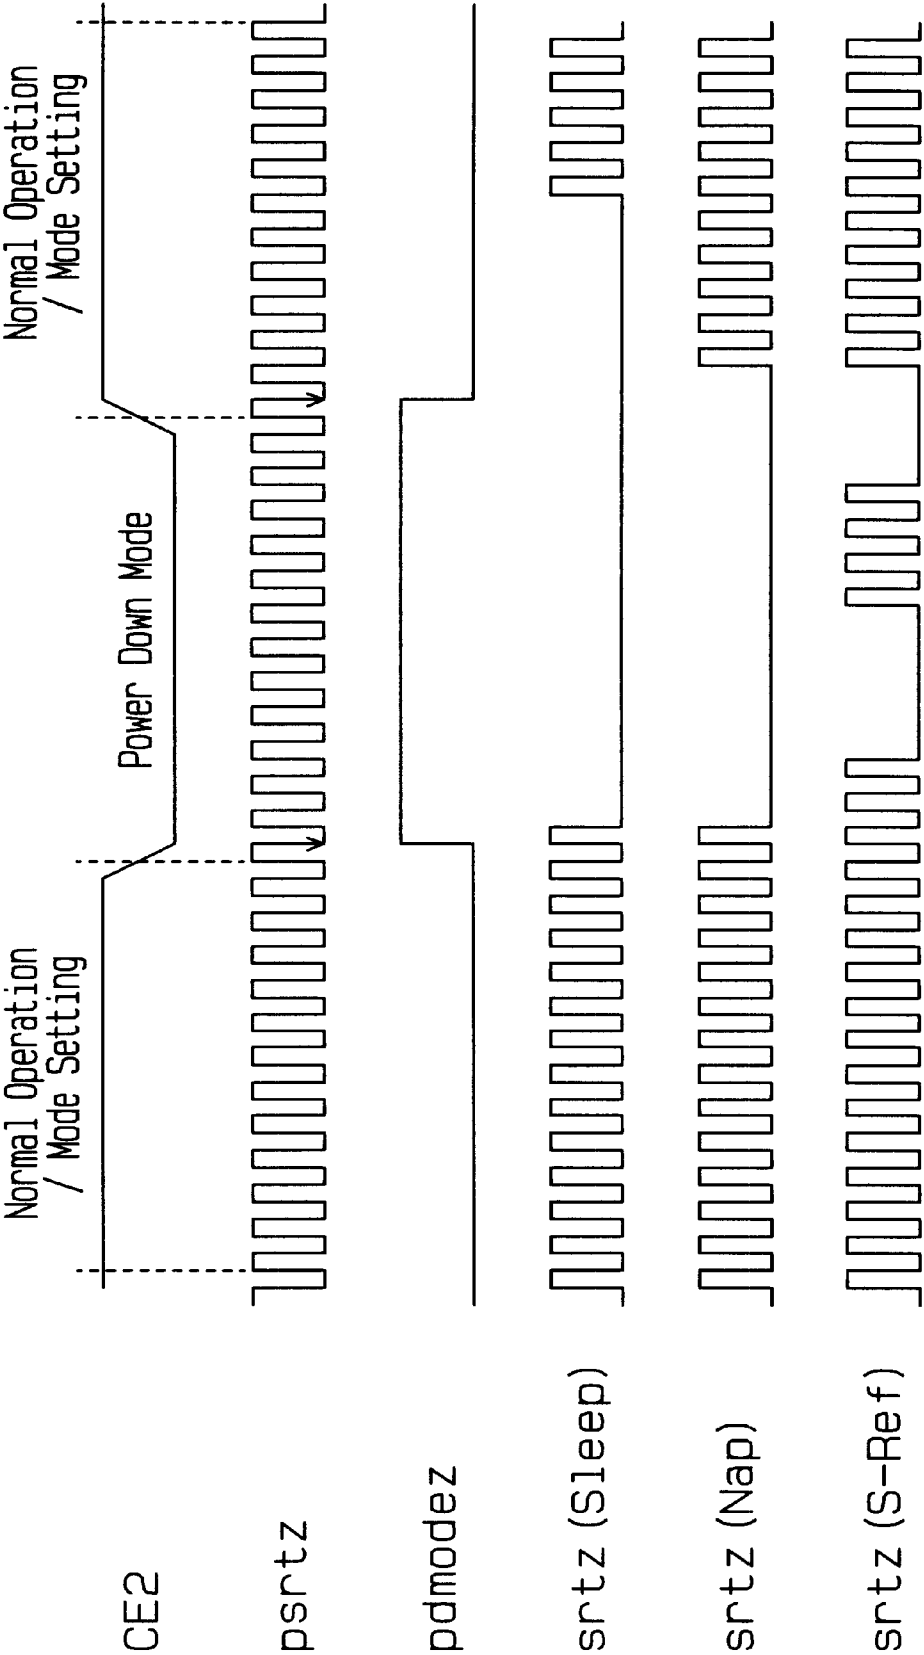 Normal Operation
/ Mode Setting
Power Down Mode
Normal Operation
/ Mode Setting
CE2
psrtz
pdmodez
srtz (Sleep)
srtz (Nap)
srtz (S-Ref)